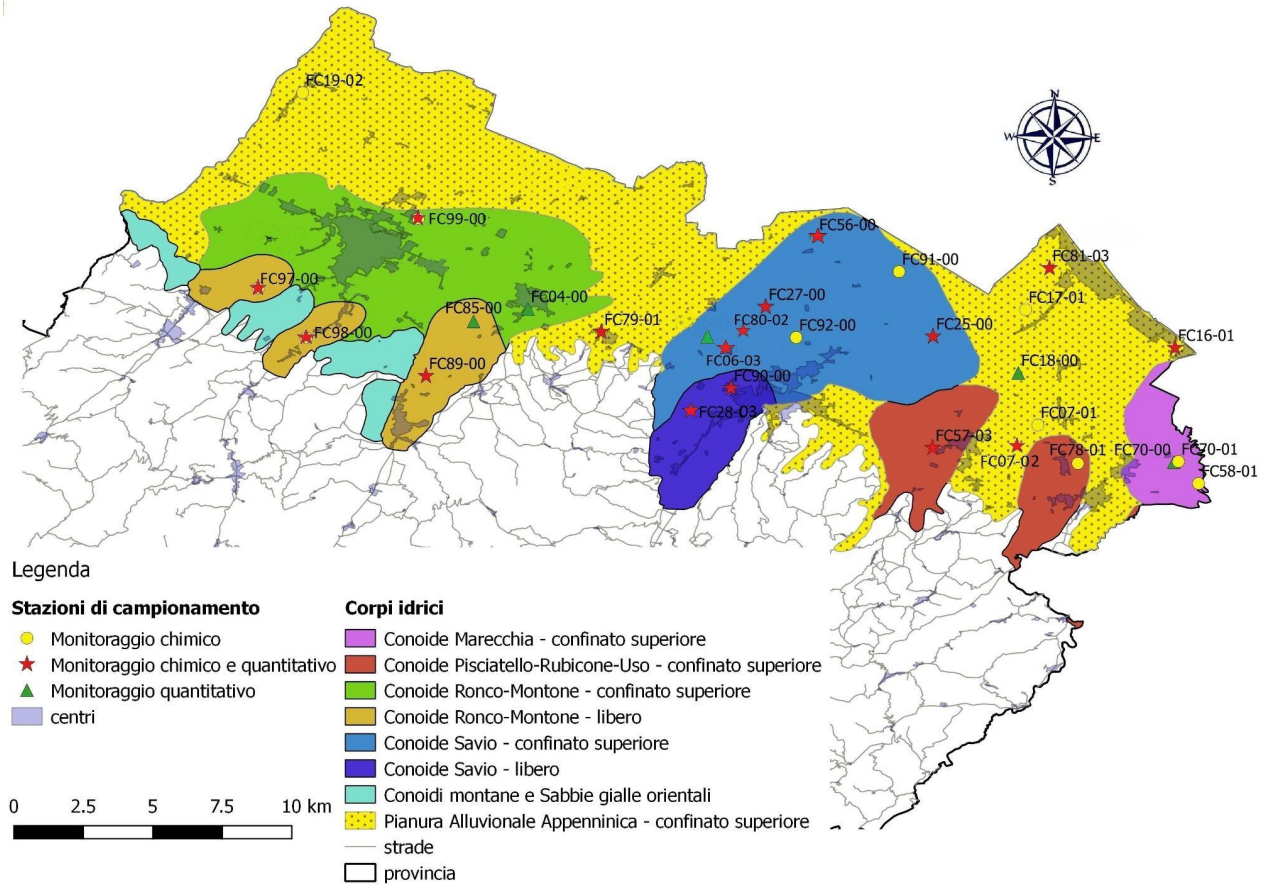 FC19-02
N
W
E
S
FC99-00
FC56-00
FC91-00
FC81-03
FC97-00
FC04-00
FC85-00
FC27-00
FC17-01
FC98-00
FC79-01
FC80-02
FC92-00
FC25-00
FC16-01
FC89-00
FC06-03
FC18-00
FC90-00
FC28-03
FC07-01
FC57-03
FC07-02
FC78-01
FC70-00
FC70-01
FC58-01
Legenda
Stazioni di campionamento
Monitoraggio chimico
Monitoraggio chimico e quantitativo
Monitoraggio quantitativo
centri
0 2.5 5 7.5 10 km
Corpi idrici
Conoide Marecchia - confinato superiore
Conoide Pisciatello-Rubicone-Uso - confinato superiore
Conoide Ronco-Montone - confinato superiore
Conoide Ronco-Montone - libero
Conoide Savio - confinato superiore
Conoide Savio - libero
Conoidi montane e Sabbie gialle orientali
Pianura Alluvionale Appenninica - confinato superiore
strade
provincia